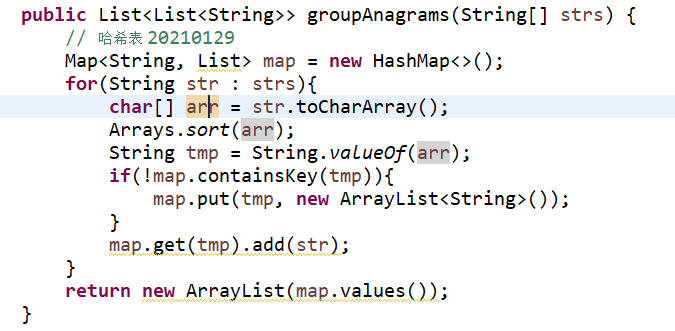 public List<List<String>> groupAnagrams(String[] strs) {
    // 哈希表 20210129
    Map<String, List> map = new HashMap<>();
    for(String str : strs){
        char[] arr = str.toCharArray();
        Arrays.sort(arr);
        String tmp = String.valueOf(arr);
        if(!map.containsKey(tmp)){
            map.put(tmp, new ArrayList<String>());
        }
        map.get(tmp).add(str);
    }
    return new ArrayList(map.values());
}